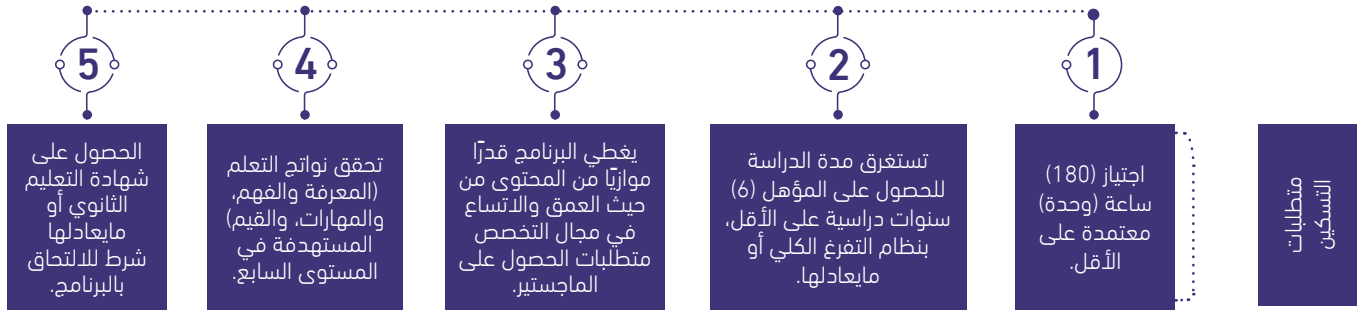 متطلبات
التسكين
1
اجتياز (180)
ساعة (وحدة)
معتمدة على
الأقل.
2
تستغرق مدة الدراسة
للحصول على المؤهل (6)
سنوات دراسية على الأقل،
بنظام التفرغ الكلي أو
مايعادلها.
3
يغطي البرنامج قدرًا
موازيًا من المحتوى من
حيث العمق والاتساع
في مجال التخصص
متطلبات الحصول على
الماجستير.
4
تحقق نواتج التعلم
(المعرفة والفهم،
والمهارات، والقيم)
المستهدفة في
المستوى السابع.
5
الحصول على
شهادة التعليم
الثانوي أو
مايعادلها
شرط للالتحاق
بالبرنامج.